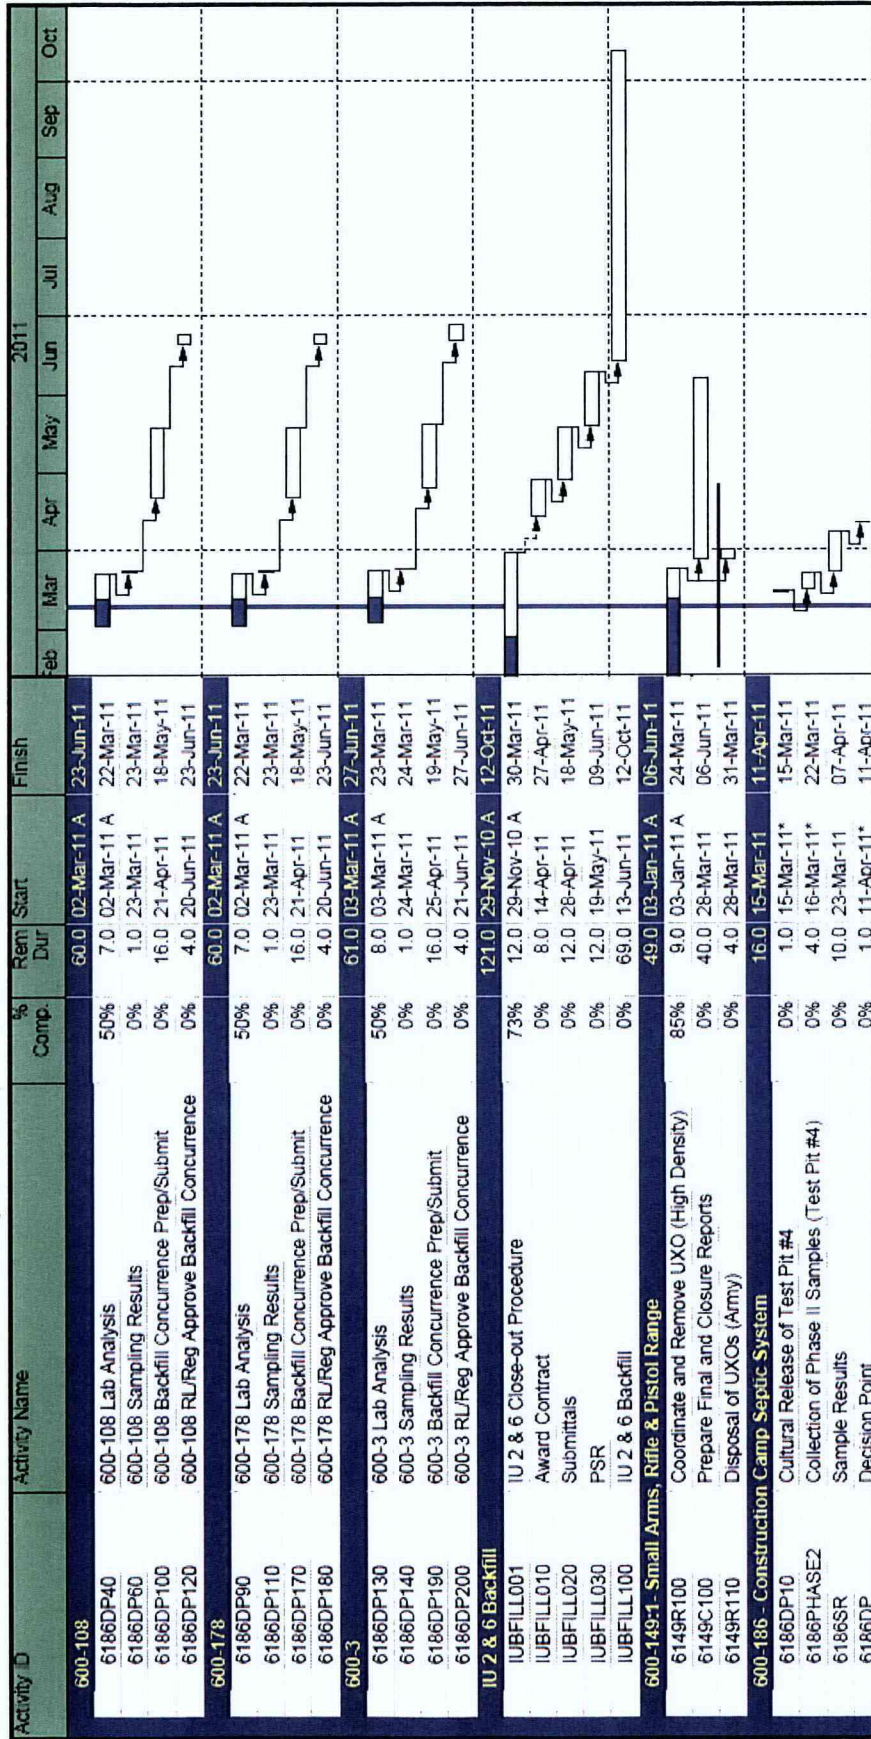 Activity ID Activity Name % Comp. Rem Dur Start Finish 2011
Feb Mar Apr May Jun Jul Aug Sep Oct
600-108 60.0 02-Mar-11 A 23-Jun-11
6186DP40 600-108 Lab Analysis 50% 7.0 02-Mar-11 A 22-Mar-11
6186DP60 600-108 Sampling Results 0% 1.0 23-Mar-11 23-Mar-11
6186DP100 600-108 Backfill Concurrence Prep/Submit 0% 16.0 21-Apr-11 18-May-11
6186DP120 600-108 RL/Reg Approve Backfill Concurrence 0% 4.0 20-Jun-11 23-Jun-11
600-178 60.0 02-Mar-11 A 23-Jun-11
6186DP90 600-178 Lab Analysis 50% 7.0 02-Mar-11 A 22-Mar-11
6186DP110 600-178 Sampling Results 0% 1.0 23-Mar-11 23-Mar-11
6186DP170 600-178 Backfill Concurrence Prep/Submit 0% 16.0 21-Apr-11 18-May-11
6186DP180 600-178 RL/Reg Approve Backfill Concurrence 0% 4.0 20-Jun-11 23-Jun-11
600-3 61.0 03-Mar-11 A 27-Jun-11
6186DP130 600-3 Lab Analysis 50% 8.0 03-Mar-11 A 23-Mar-11
6186DP140 600-3 Sampling Results 0% 1.0 24-Mar-11 24-Mar-11
6186DP190 600-3 Backfill Concurrence Prep/Submit 0% 16.0 25-Apr-11 19-May-11
6186DP200 600-3 RL/Reg Approve Backfill Concurrence 0% 4.0 21-Jun-11 27-Jun-11
IU 2 & 6 Backfill 121.0 29-Nov-10 A 12-Oct-11
IUBFILL001 IU 2 & 6 Close-out Procedure 73% 12.0 29-Nov-10 A 30-Mar-11
IUBFILL010 Award Contract 0% 8.0 14-Apr-11 27-Apr-11
IUBFILL020 Submittals 0% 12.0 28-Apr-11 18-May-11
IUBFILL030 PSR 0% 12.0 19-May-11 09-Jun-11
IUBFILL100 IU 2 & 6 Backfill 0% 69.0 13-Jun-11 12-Oct-11
600-149:1- Small Arms, Rifle & Pistol Range 49.0 03-Jan-11 A 06-Jun-11
6149R100 Coordinate and Remove UXO (High Density) 85% 9.0 03-Jan-11 A 24-Mar-11
6149C100 Prepare Final and Closure Reports 0% 40.0 28-Mar-11 06-Jun-11
6149R110 Disposal of UXOs (Army) 0% 4.0 28-Mar-11 31-Mar-11
600-186 - Construction Camp Septic System 16.0 15-Mar-11 11-Apr-11
6186DP10 Cultural Release of Test Pit #4 0% 1.0 15-Mar-11* 15-Mar-11
6186PHASE2 Collection of Phase II Samples (Test Pit #4) 0% 4.0 16-Mar-11* 22-Mar-11
6186SR Sample Results 0% 10.0 23-Mar-11 07-Apr-11
6186DP Decision Point 0% 1.0 11-Apr-11* 11-Apr-11